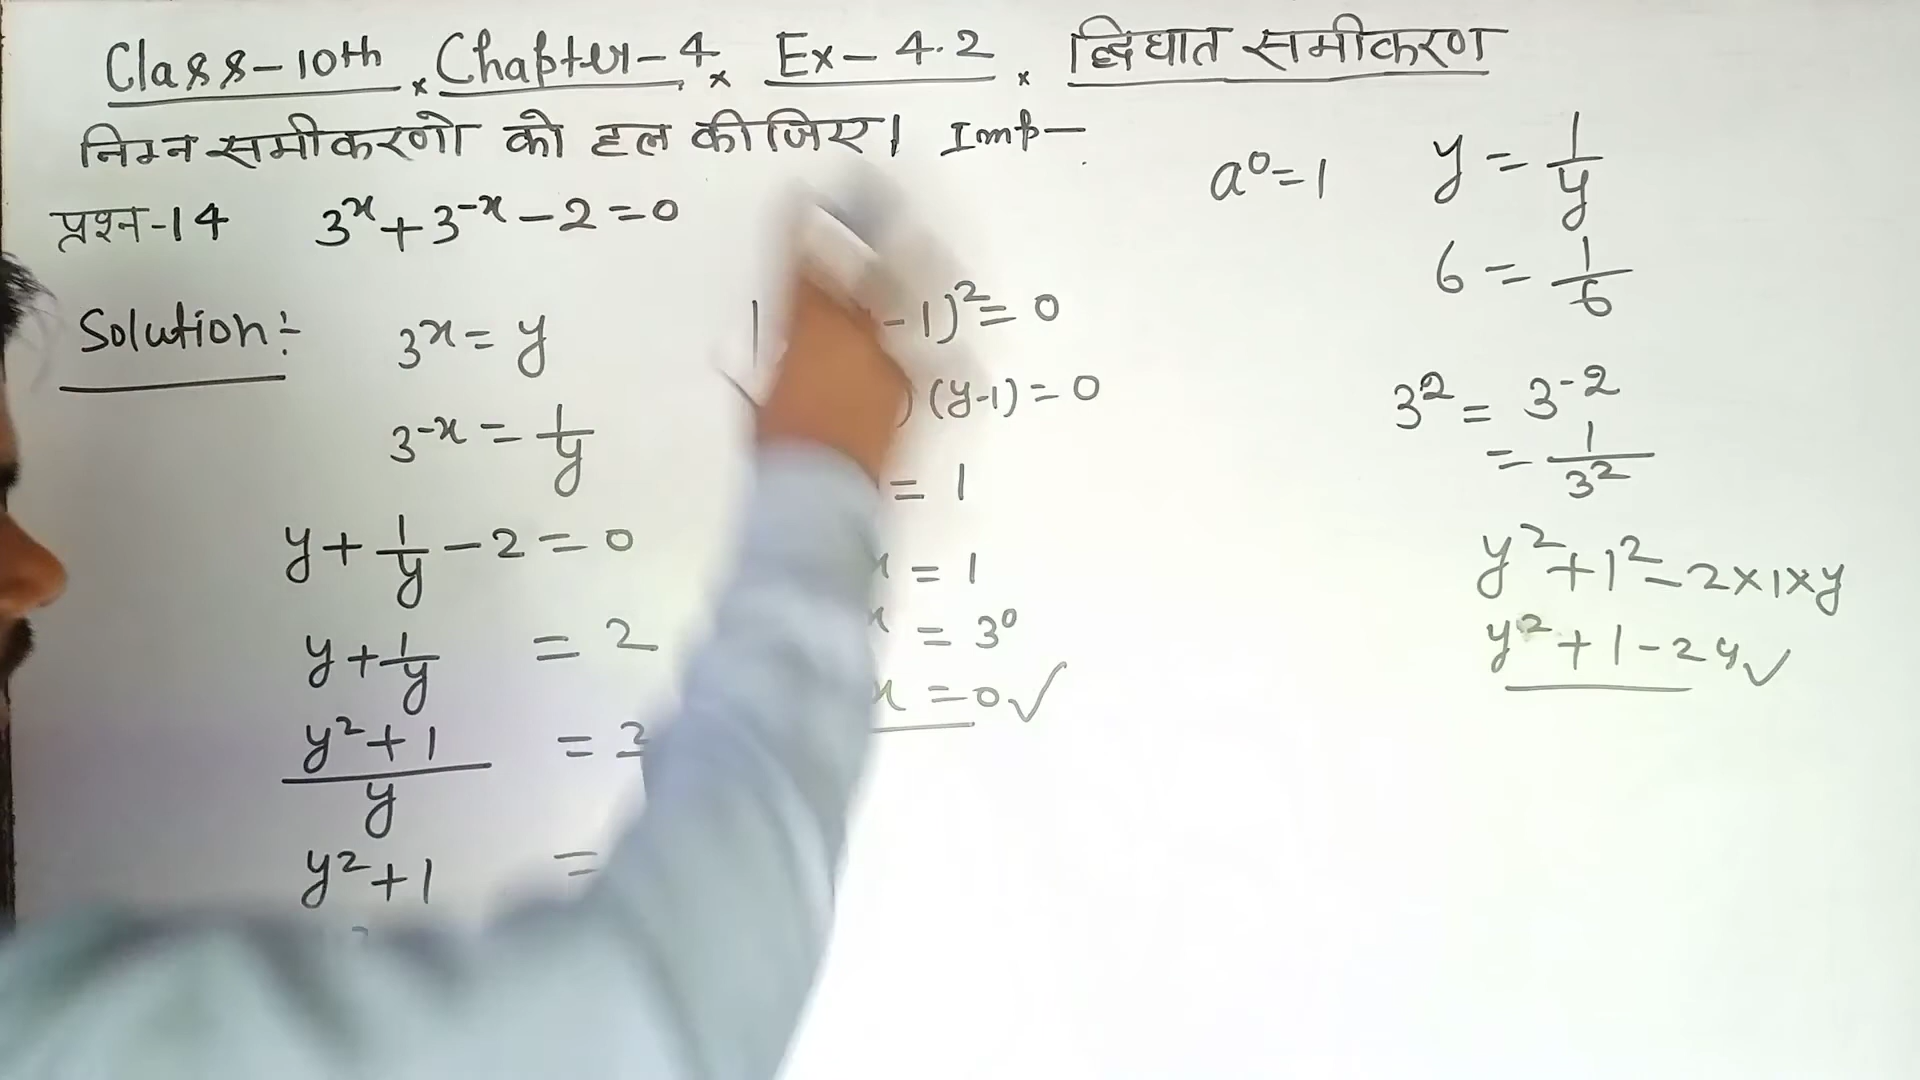 Class-10th × Chapter-4 × Ex-4.2 × द्विघात समीकरण
निम्न समीकरणो को हल कीजिए। Imp-
प्रश्न-14 3ˣ+3⁻ˣ-2=0
Solution:-
3ˣ = y
3⁻ˣ = 1/y
y + 1/y - 2 = 0
y + 1/y = 2
(y²+1)/y = 2
y²+1 =
-1)² = 0
(y-1) = 0
= 1
x = 1
x = 3⁰
x = 0 ✓
a⁰=1
y = 1/y
6 = 1/6
3² = 3⁻²
= 1/3²
y²+1²-2×1×y
y²+1-2y ✓